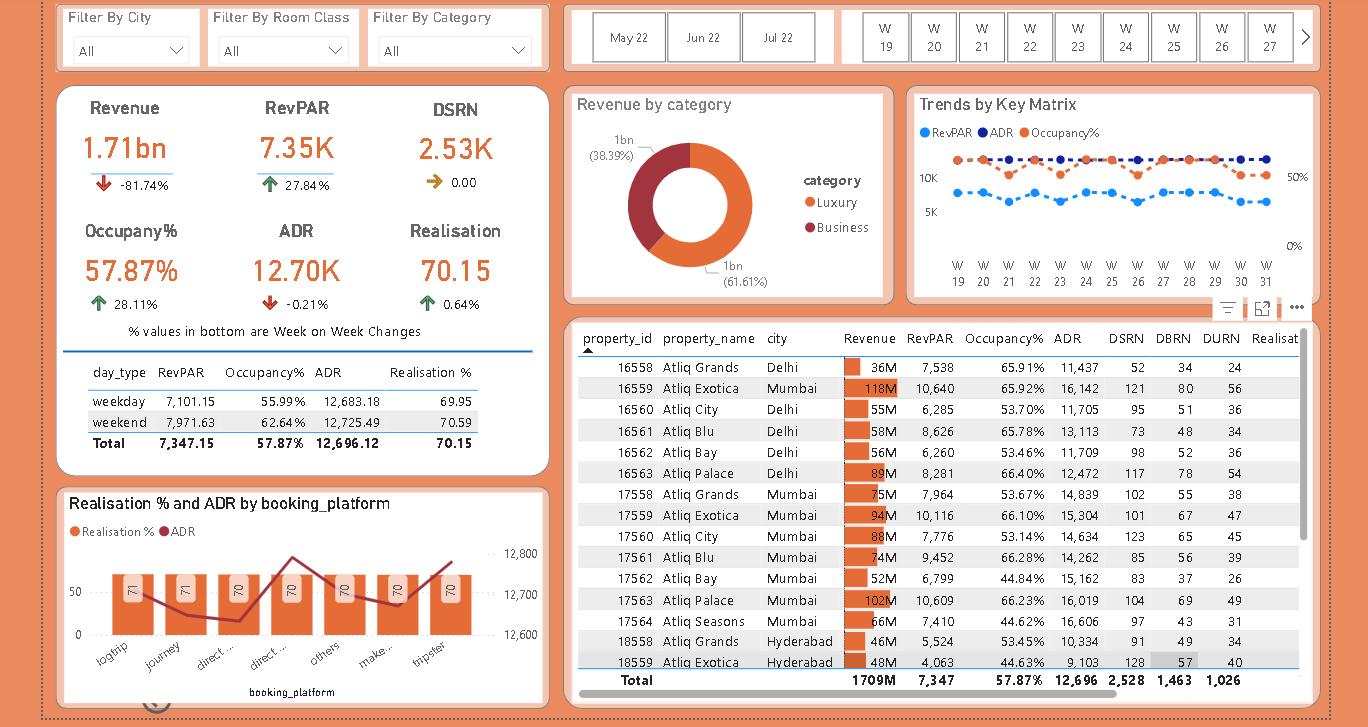 Filter By City
Filter By Room Class
Filter By Category
All
All
All
May 22
Jun 22
Jul 22
W 19
W 20
W 21
W 22
W 23
W 24
W 25
W 26
W 27
Revenue
RevPAR
DSRN
1.71bn
7.35K
2.53K
-81.74%
27.84%
0.00
Occupany%
ADR
Realisation
57.87%
12.70K
70.15
28.11%
-0.21%
0.64%
% values in bottom are Week on Week Changes
day_type RevPAR Occupancy% ADR Realisation %
weekday 7,101.15 55.99% 12,683.18 69.95
weekend 7,971.63 62.64% 12,725.49 70.59
Total 7,347.15 57.87% 12,696.12 70.15
Revenue by category
1bn
(38.39%)
1bn
(61.61%)
category
Luxury
Business
Trends by Key Matrix
RevPAR ADR Occupancy%
10K
5K
50%
0%
W 19
W 20
W 21
W 22
W 23
W 24
W 25
W 26
W 27
W 28
W 29
W 30
W 31
Realisation % and ADR by booking_platform
Realisation % ADR
50
0
71
71
70
70
70
70
70
12,800
12,700
12,600
logtrip
journey
direct ...
direct ...
others
make...
tripster
booking_platform
property_id property_name city Revenue RevPAR Occupancy% ADR DSRN DBRN DURN Realisat
16558 Atliq Grands Delhi 36M 7,538 65.91% 11,437 52 34 24
16559 Atliq Exotica Mumbai 118M 10,640 65.92% 16,142 121 80 56
16560 Atliq City Delhi 55M 6,285 53.70% 11,705 95 51 36
16561 Atliq Blu Delhi 58M 8,626 65.78% 13,113 73 48 34
16562 Atliq Bay Delhi 56M 6,260 53.46% 11,709 98 52 36
16563 Atliq Palace Delhi 89M 8,281 66.40% 12,472 117 78 54
17558 Atliq Grands Mumbai 75M 7,964 53.67% 14,839 102 55 38
17559 Atliq Exotica Mumbai 94M 10,116 66.10% 15,304 101 67 47
17560 Atliq City Mumbai 88M 7,776 53.14% 14,634 123 65 45
17561 Atliq Blu Mumbai 74M 9,452 66.28% 14,262 85 56 39
17562 Atliq Bay Mumbai 52M 6,799 44.84% 15,162 83 37 26
17563 Atliq Palace Mumbai 102M 10,609 66.23% 16,019 104 69 49
17564 Atliq Seasons Mumbai 66M 7,410 44.62% 16,606 97 43 31
18558 Atliq Grands Hyderabad 46M 5,524 53.45% 10,334 91 49 34
18559 Atliq Exotica Hyderabad 48M 4,063 44.63% 9,103 128 57 40
Total 1709M 7,347 57.87% 12,696 2,528 1,463 1,026